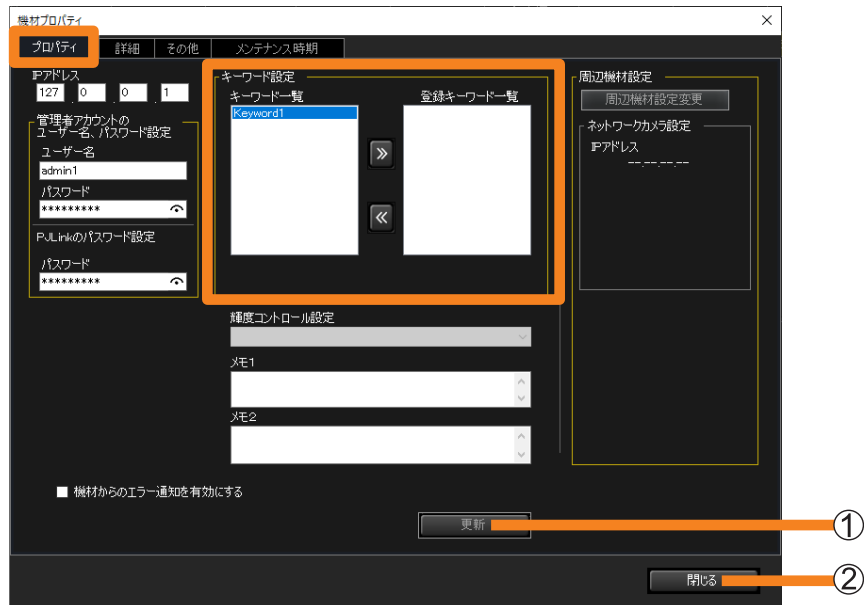 機材プロパティ
プロパティ 詳細 その他 メンテナンス時期
IPアドレス
127 . 0 . 0 . 1
管理者アカウントの
ユーザー名、パスワード設定
ユーザー名
admin1
パスワード
*********
PJLinkのパスワード設定
パスワード
*********
キーワード設定
キーワード一覧 登録キーワード一覧
Keyword1
輝度コントロール設定
メモ1
メモ2
周辺機材設定
周辺機材設定変更
ネットワークカメラ設定
IPアドレス
--.--.--.--
機材からのエラー通知を有効にする
更新 ①
閉じる ②